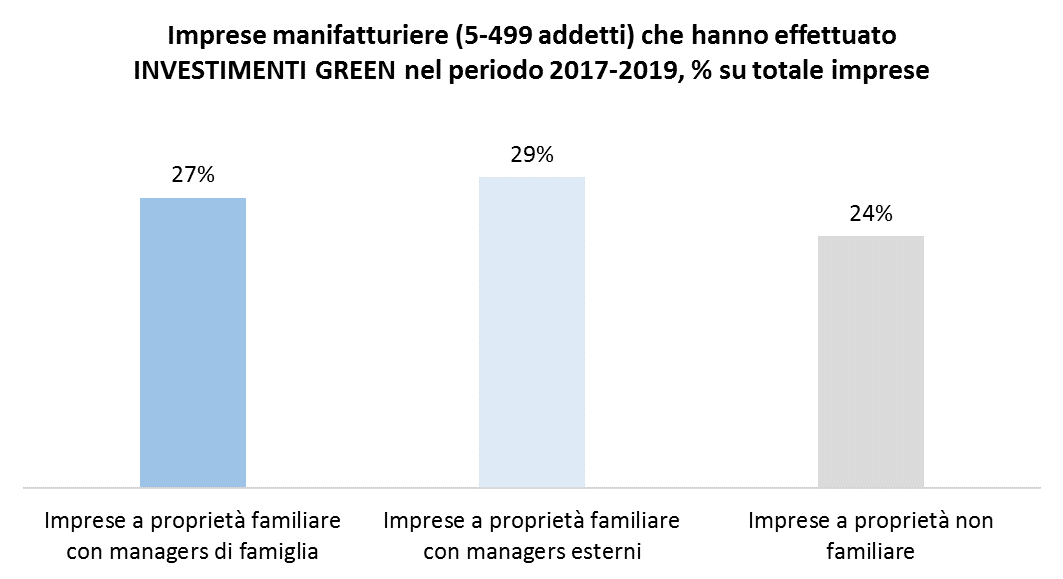 Imprese manifatturiere (5-499 addetti) che hanno effettuato
INVESTIMENTI GREEN nel periodo 2017-2019, % su totale imprese
27%
29%
24%
Imprese a proprietà familiare
con managers di famiglia
Imprese a proprietà familiare
con managers esterni
Imprese a proprietà non
familiare